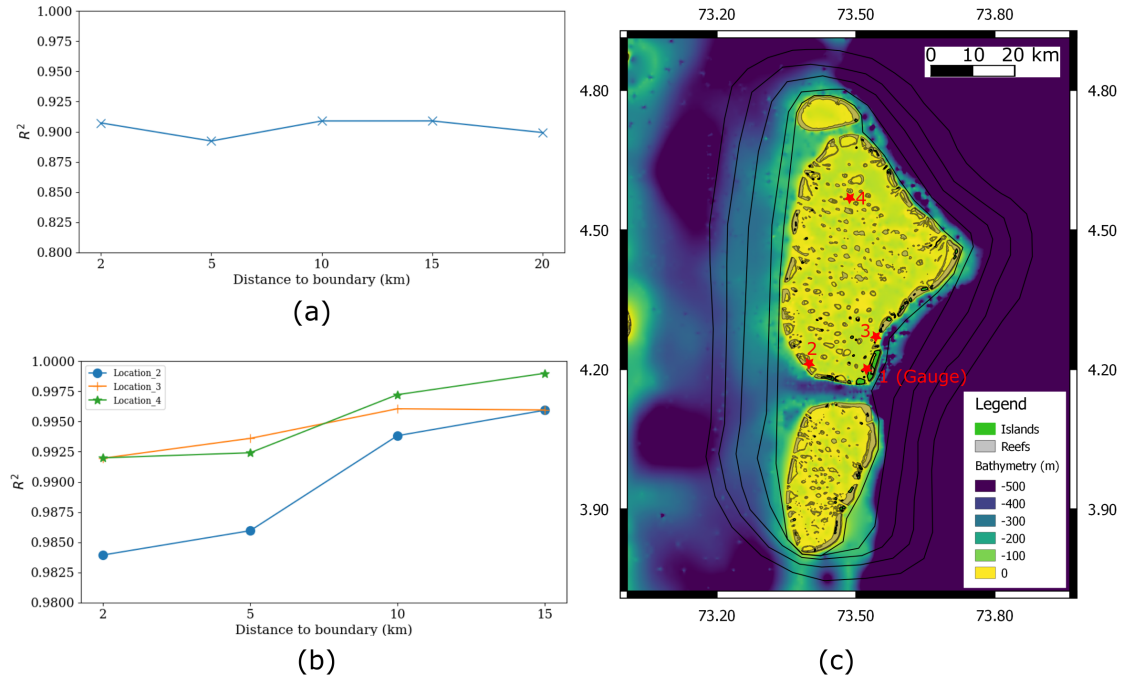 1.000
0.975
0.950
0.925
0.900
0.875
0.850
0.825
0.800
R²
2 5 10 15 20
Distance to boundary (km)
(a)
1.0000
0.9975
0.9950
0.9925
0.9900
0.9875
0.9850
0.9825
0.9800
R²
Location_2
Location_3
Location_4
2 5 10 15
Distance to boundary (km)
(b)
73.20 73.50 73.80
0 10 20 km
4.80 4.80
4.50 4.50
4.20 4.20
3.90 3.90
4
3
2
1 (Gauge)
Legend
Islands
Reefs
Bathymetry (m)
-500
-400
-300
-200
-100
0
73.20 73.50 73.80
(c)